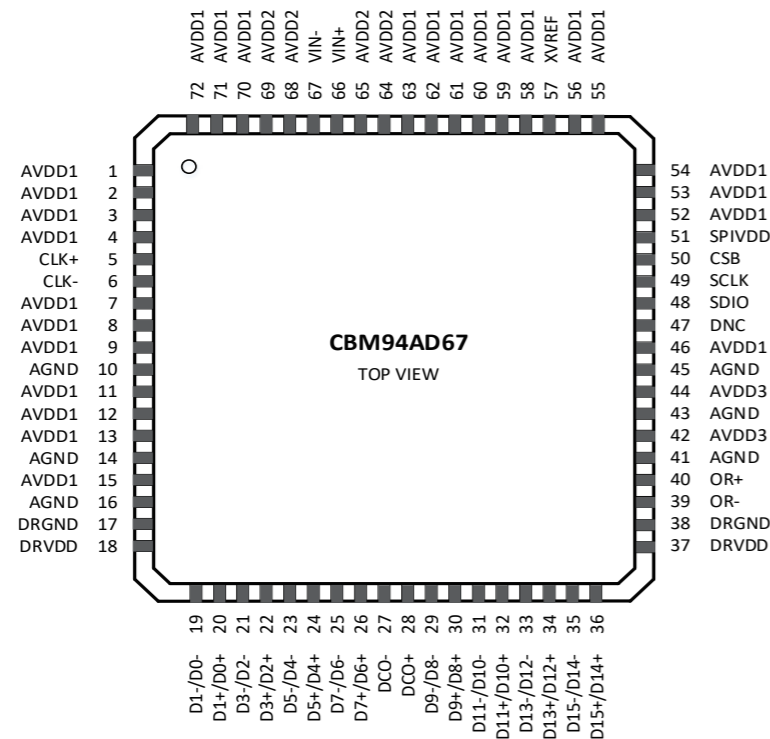 AVDD1 AVDD1 AVDD1 AVDD2 AVDD2 VIN- VIN+ AVDD2 AVDD2 AVDD1 AVDD1 AVDD1 AVDD1 AVDD1 AVDD1 XVREF AVDD1 AVDD1
72 71 70 69 68 67 66 65 64 63 62 61 60 59 58 57 56 55
AVDD1 1
AVDD1 2
AVDD1 3
AVDD1 4
CLK+ 5
CLK- 6
AVDD1 7
AVDD1 8
AVDD1 9
AGND 10
AVDD1 11
AVDD1 12
AVDD1 13
AGND 14
AVDD1 15
AGND 16
DRGND 17
DRVDD 18
CBM94AD67
TOP VIEW
54 AVDD1
53 AVDD1
52 AVDD1
51 SPIVDD
50 CSB
49 SCLK
48 SDIO
47 DNC
46 AVDD1
45 AGND
44 AVDD3
43 AGND
42 AVDD3
41 AGND
40 OR+
39 OR-
38 DRGND
37 DRVDD
19 20 21 22 23 24 25 26 27 28 29 30 31 32 33 34 35 36
D1-/D0- D1+/D0+ D3-/D2- D3+/D2+ D5-/D4- D5+/D4+ D7-/D6- D7+/D6+ DCO- DCO+ D9-/D8- D9+/D8+ D11-/D10- D11+/D10+ D13-/D12- D13+/D12+ D15-/D14- D15+/D14+